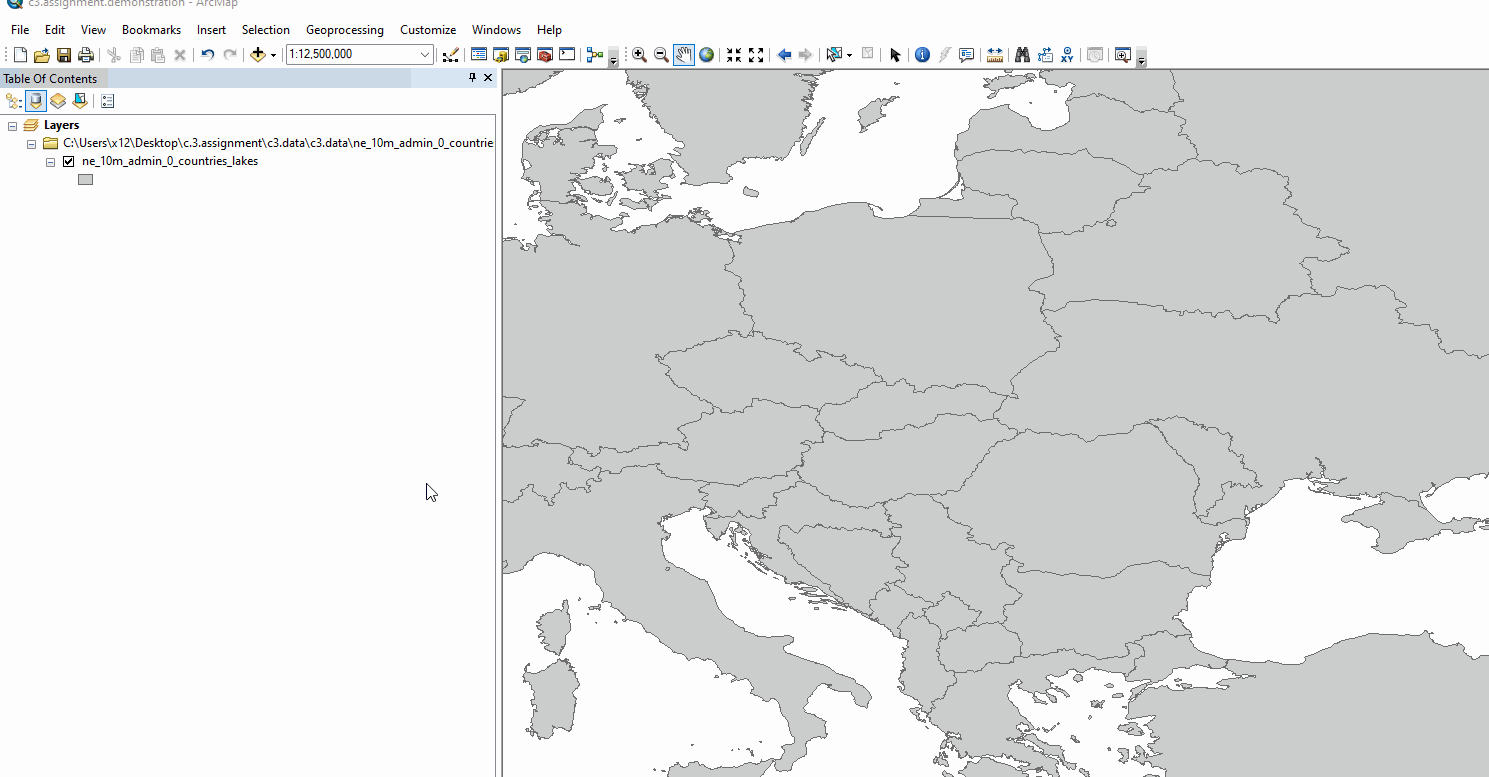 c3.assignment.demonstration - ArcMap
File Edit View Bookmarks Insert Selection Geoprocessing Customize Windows Help
1:12,500,000
Table Of Contents
Layers
C:\Users\x12\Desktop\c.3.assignment\c3.data\c3.data\ne_10m_admin_0_countrie
ne_10m_admin_0_countries_lakes